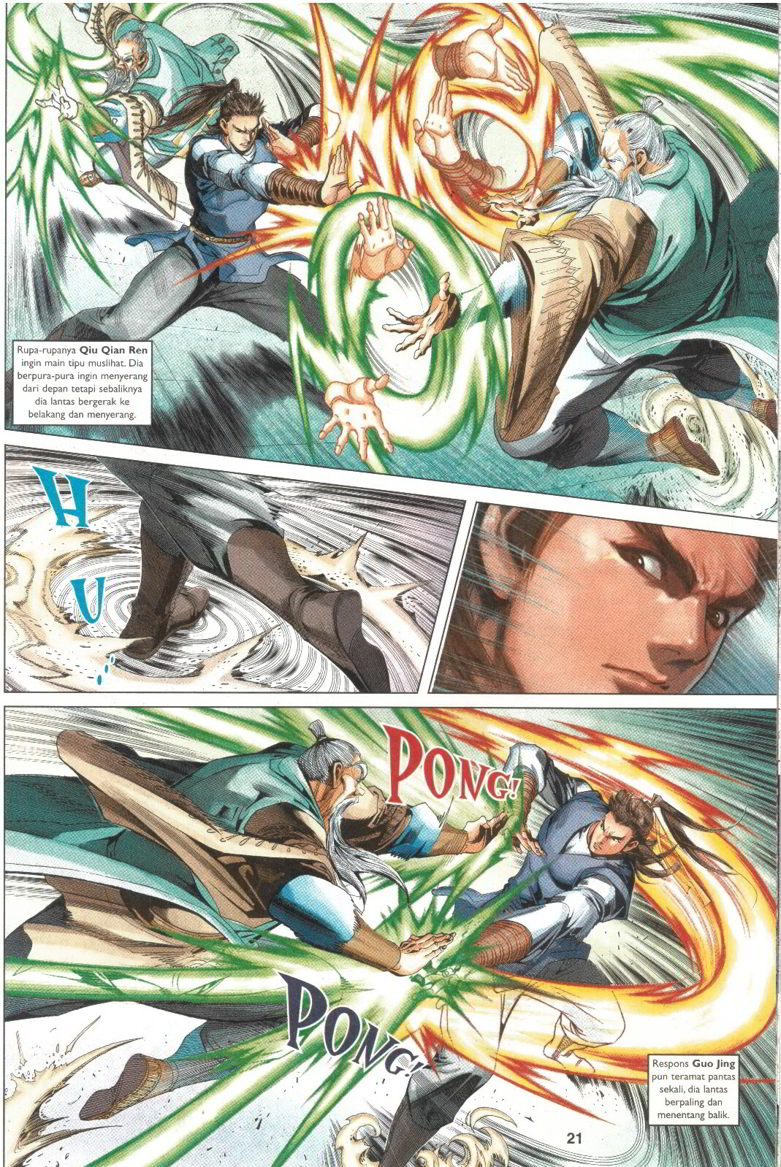 Rupa-rupanya Qiu Qian Ren
ingin main tipu muslihat. Dia
berpura-pura ingin menyerang
dari depan tetapi sebaliknya
dia lantas bergerak ke
belakang dan menyerang.
HU
PONG!
PONG!
Respons Guo Jing
pun teramat pantas
sekali, dia lantas
berpaling dan
menentang balik.
21